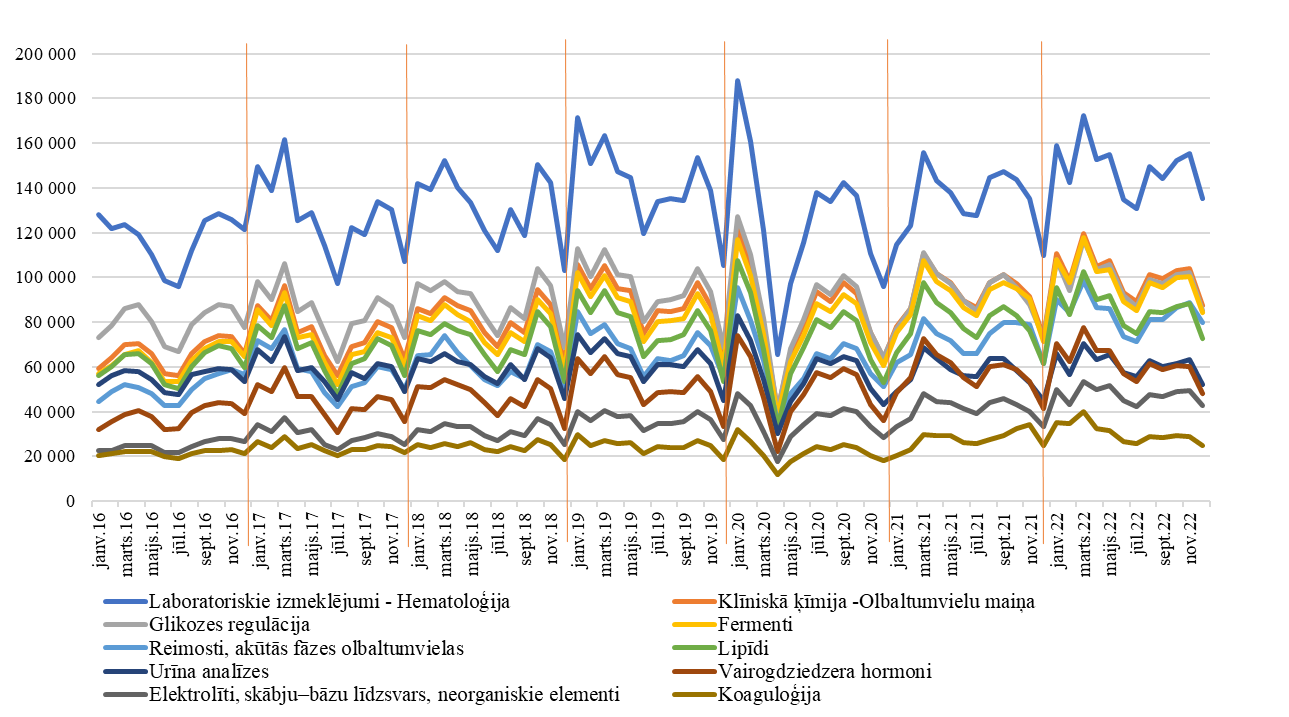 200 000
180 000
160 000
140 000
120 000
100 000
80 000
60 000
40 000
20 000
0
janv.16
marts.16
maijs.16
jūl.16
sept.16
nov.16
janv.17
marts.17
maijs.17
jūl.17
sept.17
nov.17
janv.18
marts.18
maijs.18
jūl.18
sept.18
nov.18
janv.19
marts.19
maijs.19
jūl.19
sept.19
nov.19
janv.20
marts.20
maijs.20
jūl.20
sept.20
nov.20
janv.21
marts.21
maijs.21
jūl.21
sept.21
nov.21
janv.22
marts.22
maijs.22
jūl.22
sept.22
nov.22
Laboratoriskie izmeklējumi - Hematoloģija
Klīniskā ķīmija -Olbaltumvielu maiņa
Glikozes regulācija
Fermenti
Reimosti, akūtās fāzes olbaltumvielas
Lipīdi
Urīna analīzes
Vairogdziedzera hormoni
Elektrolīti, skābju–bāzu līdzsvars, neorganiskie elementi
Koaguloģija